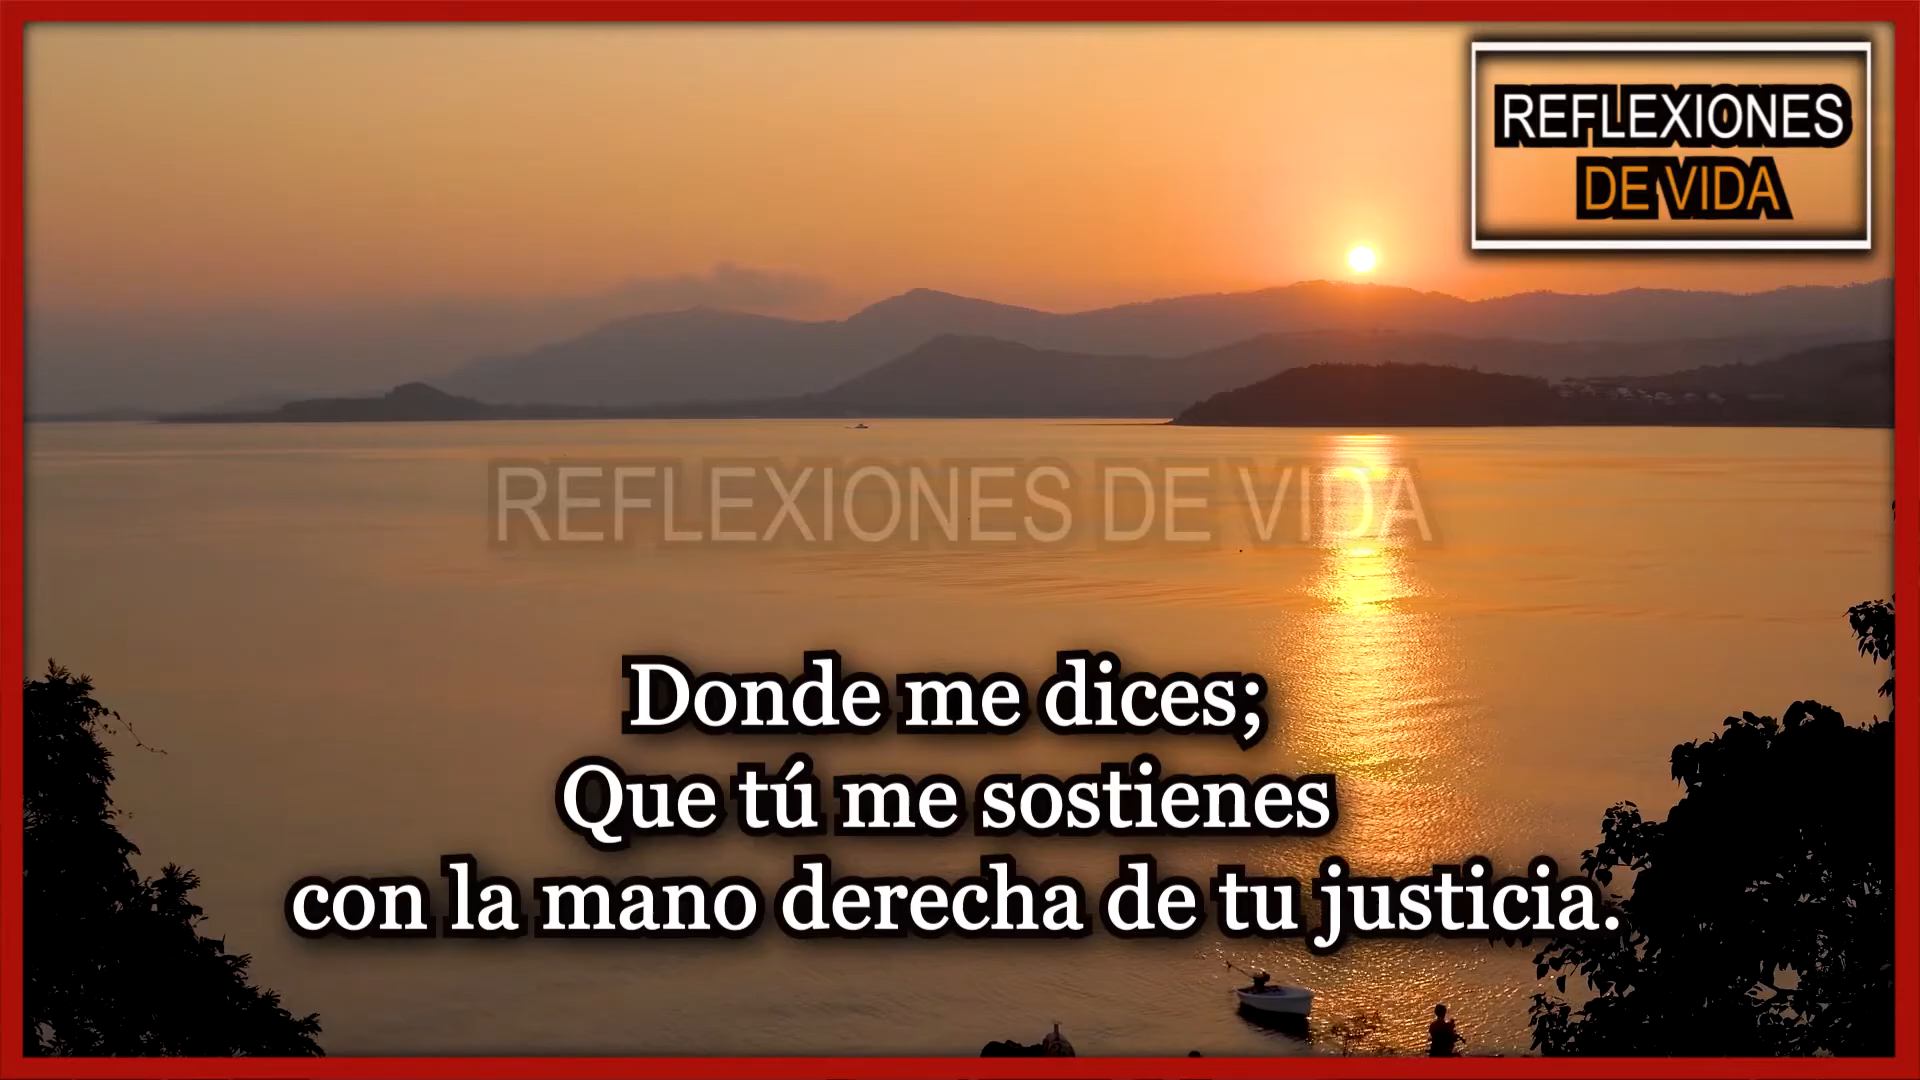 REFLEXIONES
DE VIDA
REFLEXIONES DE VIDA
Donde me dices;
Que tú me sostienes
con la mano derecha de tu justicia.